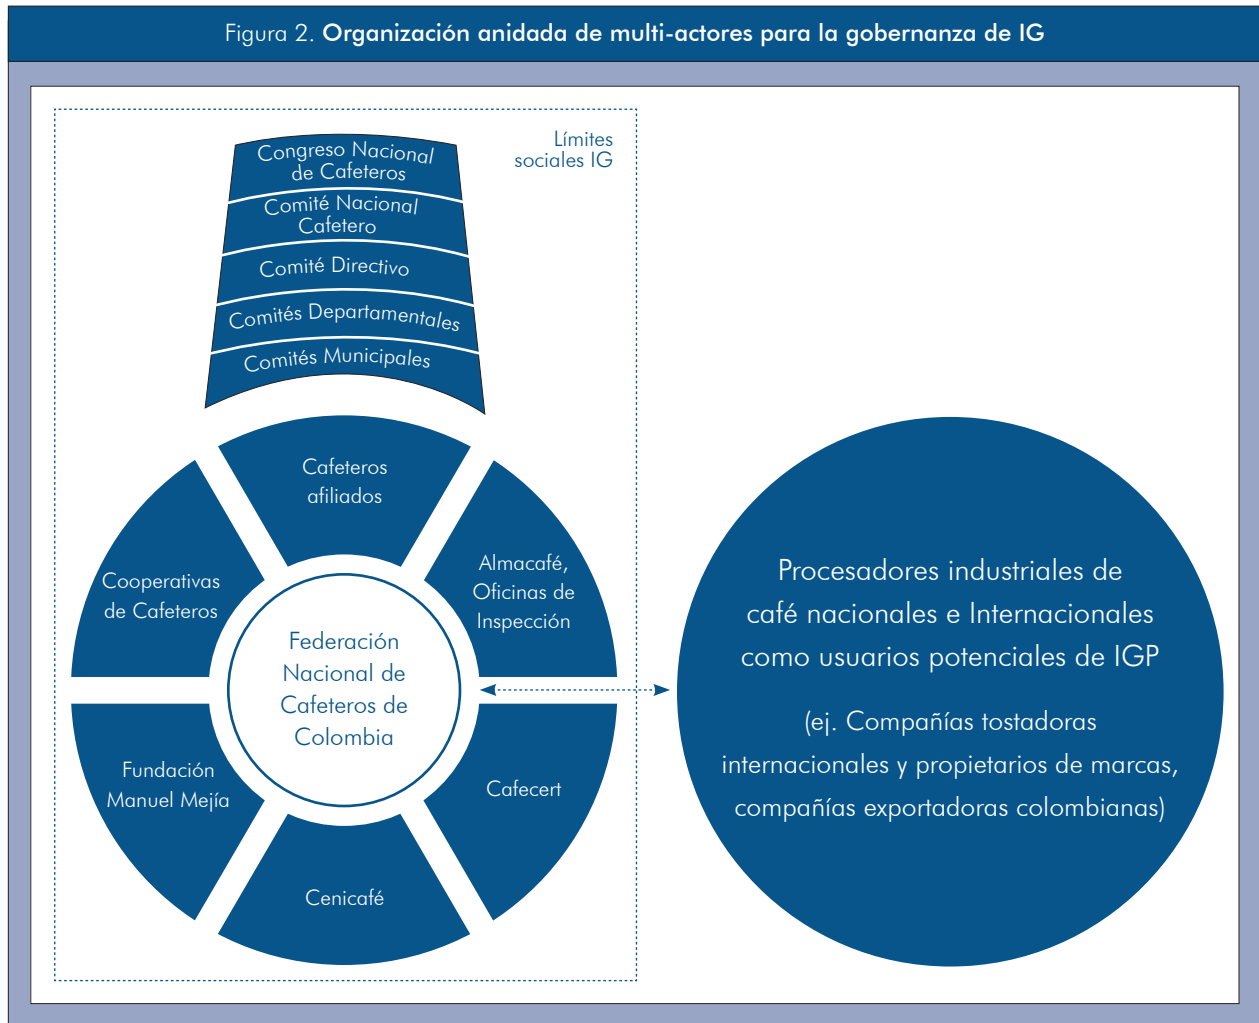 Figura 2. Organización anidada de multi-actores para la gobernanza de IG
Límites
sociales IG
Congreso Nacional
de Cafeteros
Comité Nacional
Cafetero
Comité Directivo
Comités Departamentales
Comités Municipales
Cafeteros
afiliados
Cooperativas
de Cafeteros
Almacafé,
Oficinas de
Inspección
Federación
Nacional de
Cafeteros de
Colombia
Fundación
Manuel Mejía
Cafecert
Cenicafé
Procesadores industriales de
café nacionales e Internacionales
como usuarios potenciales de IGP
(ej. Compañías tostadoras
internacionales y propietarios de marcas,
compañías exportadoras colombianas)